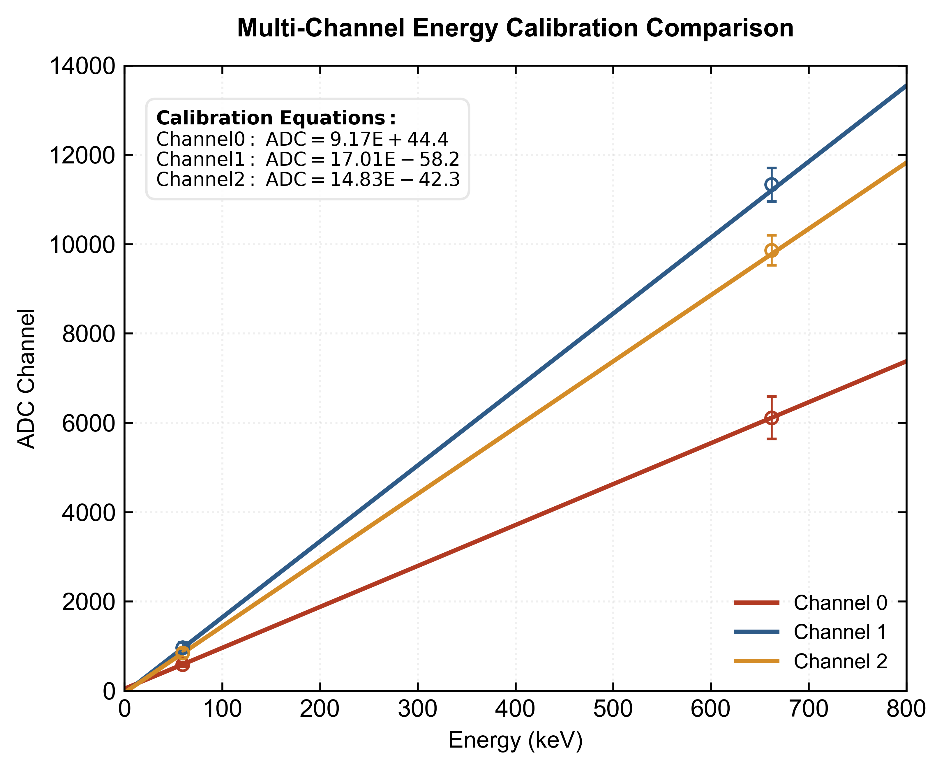 Multi-Channel Energy Calibration Comparison
14000
12000
10000
8000
6000
4000
2000
0
ADC Channel
Calibration Equations:
Channel0: ADC = 9.17E + 44.4
Channel1: ADC = 17.01E − 58.2
Channel2: ADC = 14.83E − 42.3
Channel 0
Channel 1
Channel 2
0 100 200 300 400 500 600 700 800
Energy (keV)